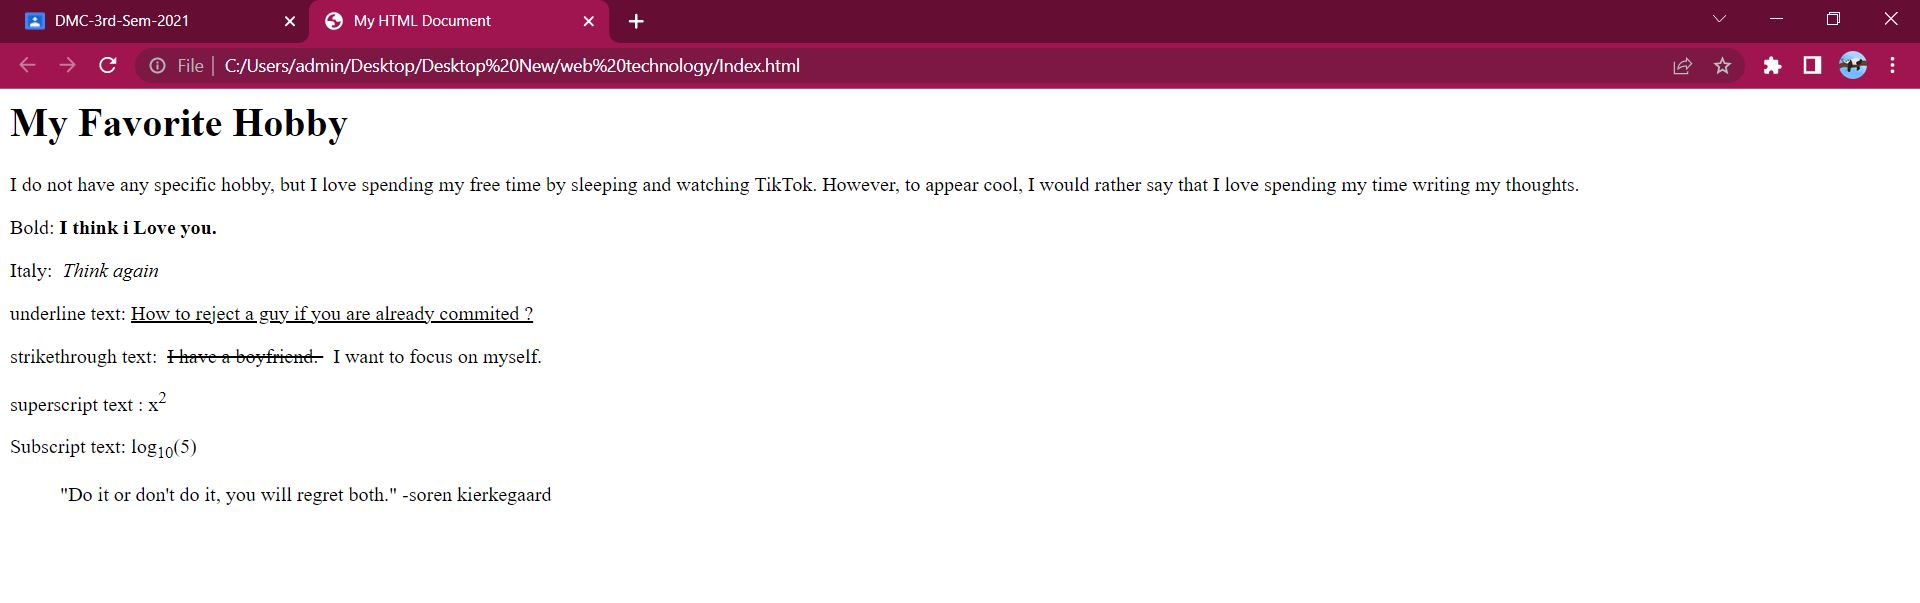 DMC-3rd-Sem-2021
My HTML Document
File | C:/Users/admin/Desktop/Desktop%20New/web%20technology/Index.html
My Favorite Hobby
I do not have any specific hobby, but I love spending my free time by sleeping and watching TikTok. However, to appear cool, I would rather say that I love spending my time writing my thoughts.
Bold: I think i Love you.
Italy: Think again
underline text: How to reject a guy if you are already commited ?
strikethrough text: I have a boyfriend. I want to focus on myself.
superscript text : x²
Subscript text: log₁₀(5)
"Do it or don't do it, you will regret both." -soren kierkegaard